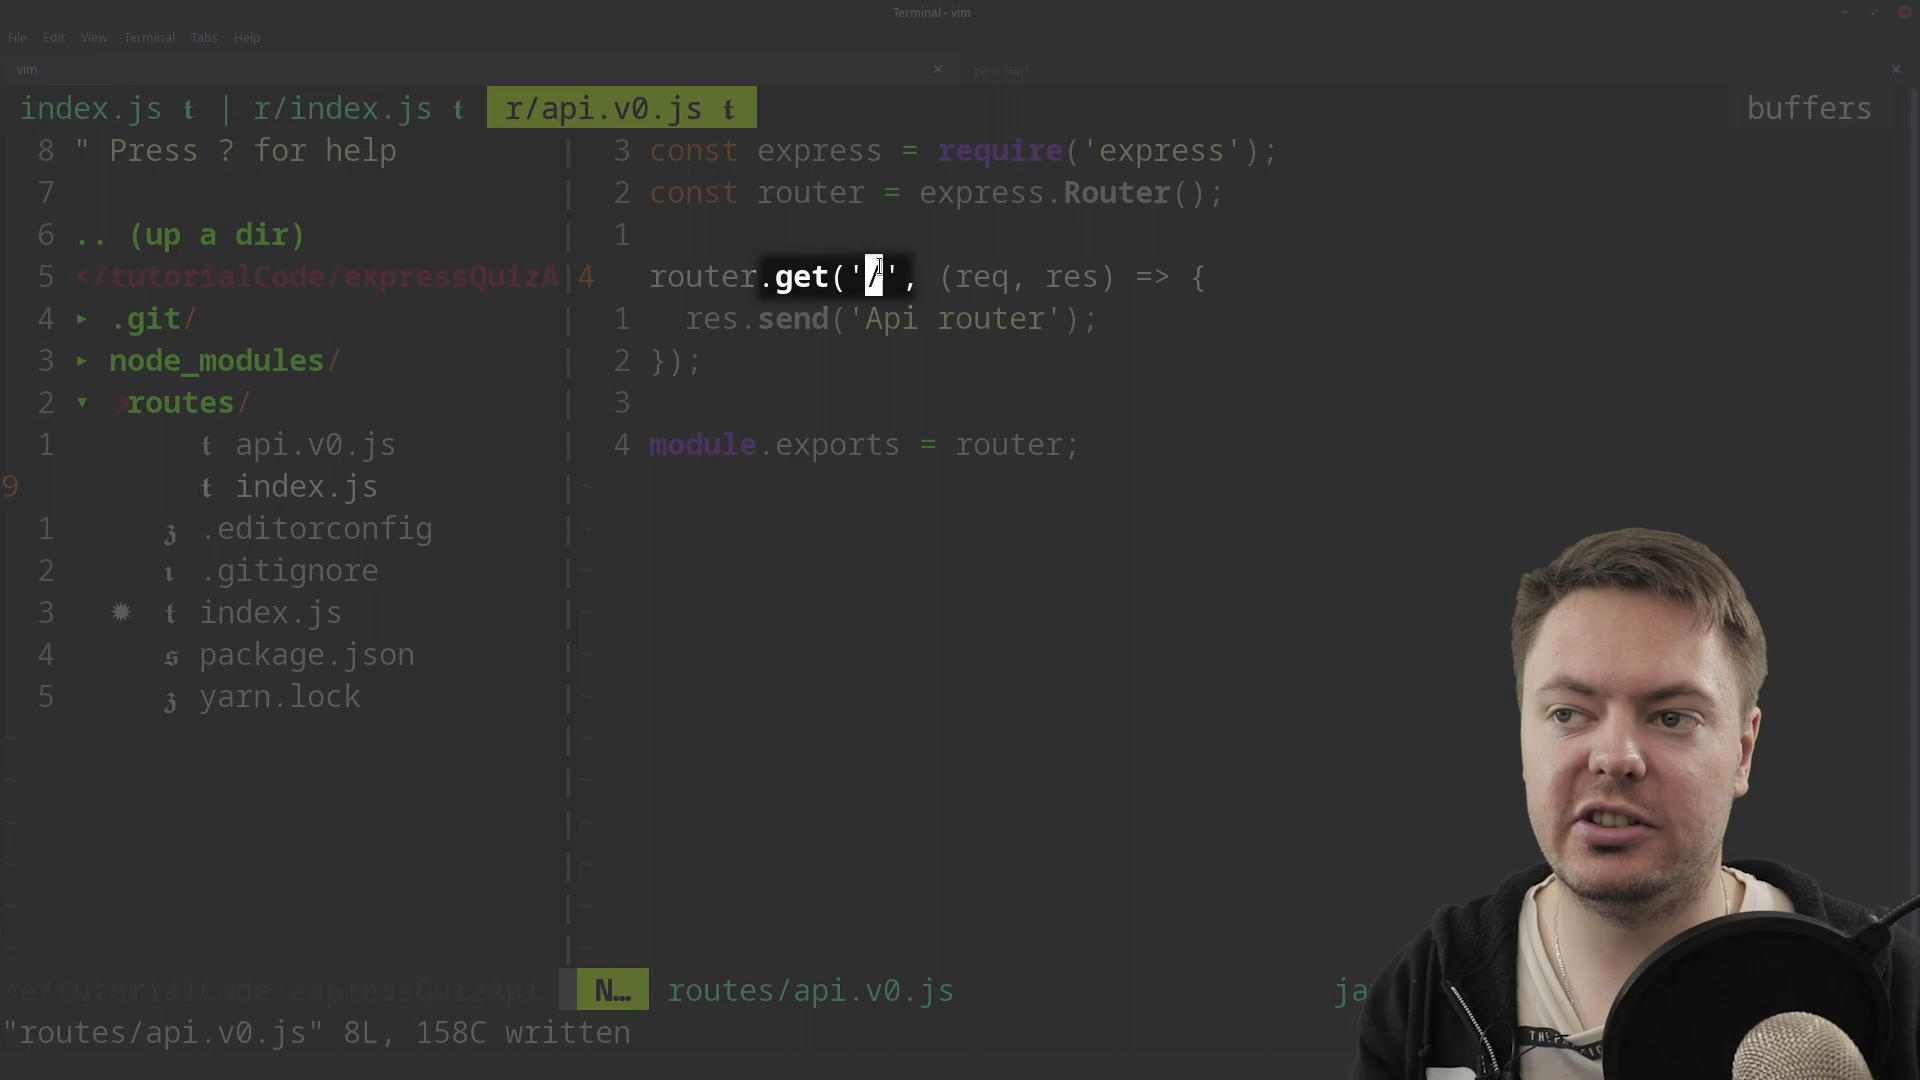 Terminal - vim
File Edit View Terminal Tabs Help
vim
yarn start
index.js t | r/index.js t r/api.v0.js t
buffers
8 " Press ? for help
7
6 .. (up a dir)
5 </tutorialCode/expressQuizA
4 ▸ .git/
3 ▸ node_modules/
2 ▾ routes/
1 t api.v0.js
9 t index.js
1 .editorconfig
2 .gitignore
3 t index.js
4 s package.json
5 yarn.lock
3 const express = require('express');
2 const router = express.Router();
1
4 router.get('/', (req, res) => {
1 res.send('Api router');
2 });
3
4 module.exports = router;
<e/tutorialCode/expressQuizApi
N… routes/api.v0.js
"routes/api.v0.js" 8L, 158C written